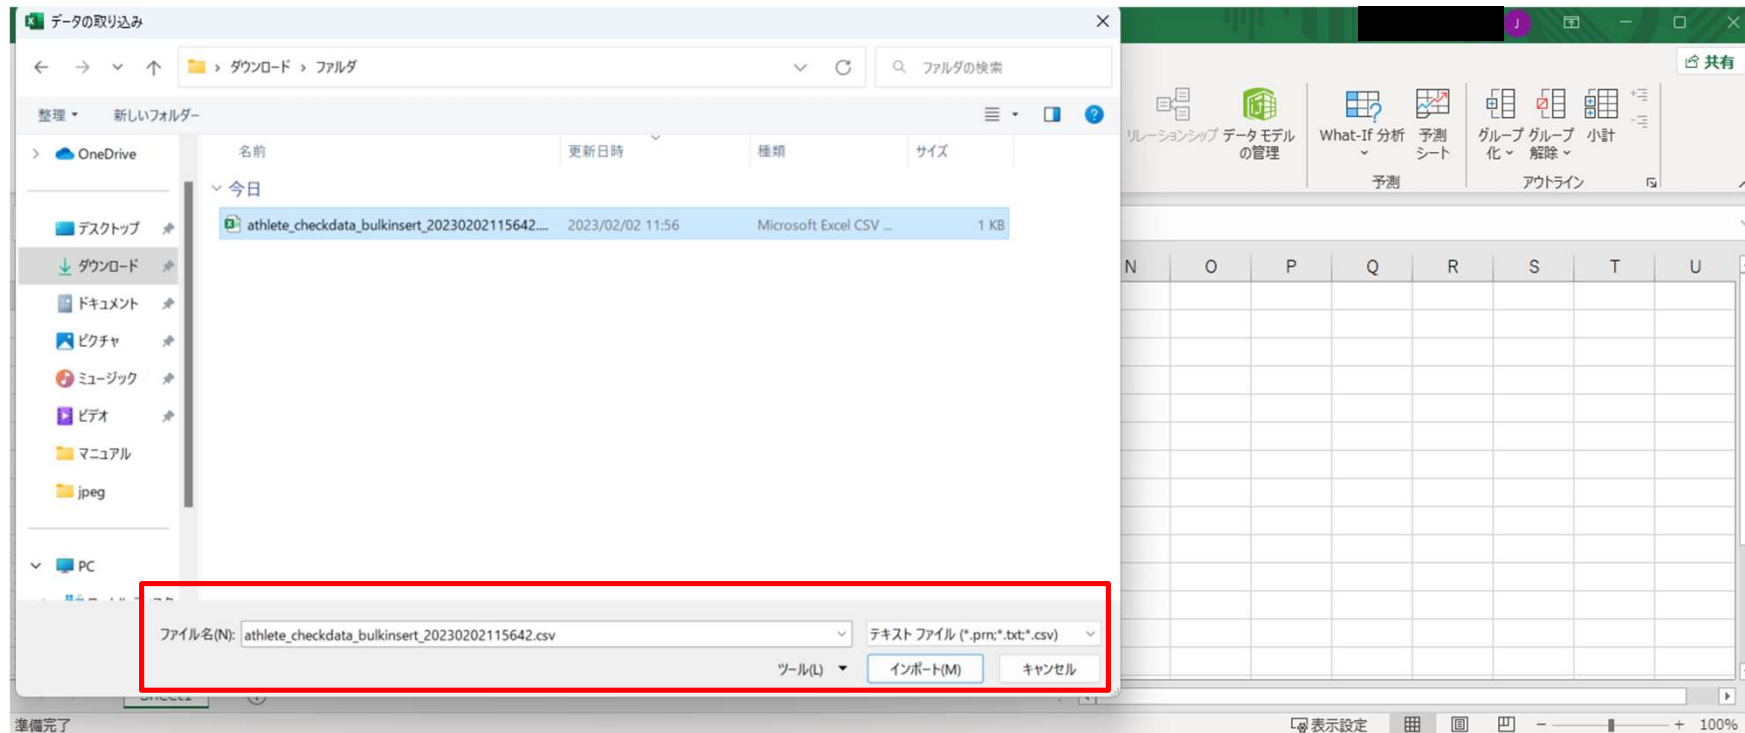 データの取り込み
J
ダウンロード › ファルダ
ファルダの検索
共有
整理
新しいフォルダー
リレーションシップ
データ モデル
の管理
What-If 分析
予測
シート
グループ
化
グループ
解除
小計
予測
アウトライン
OneDrive
名前
更新日時
種類
サイズ
今日
athlete_checkdata_bulkinsert_20230202115642....
2023/02/02 11:56
Microsoft Excel CSV ...
1 KB
デスクトップ
ダウンロード
ドキュメント
ピクチャ
ミュージック
ビデオ
マニュアル
jpeg
PC
N O P Q R S T U
ファイル名(N):
athlete_checkdata_bulkinsert_20230202115642.csv
テキスト ファイル (*.prn;*.txt;*.csv)
ツール(L)
インポート(M)
キャンセル
準備完了
表示設定
100%